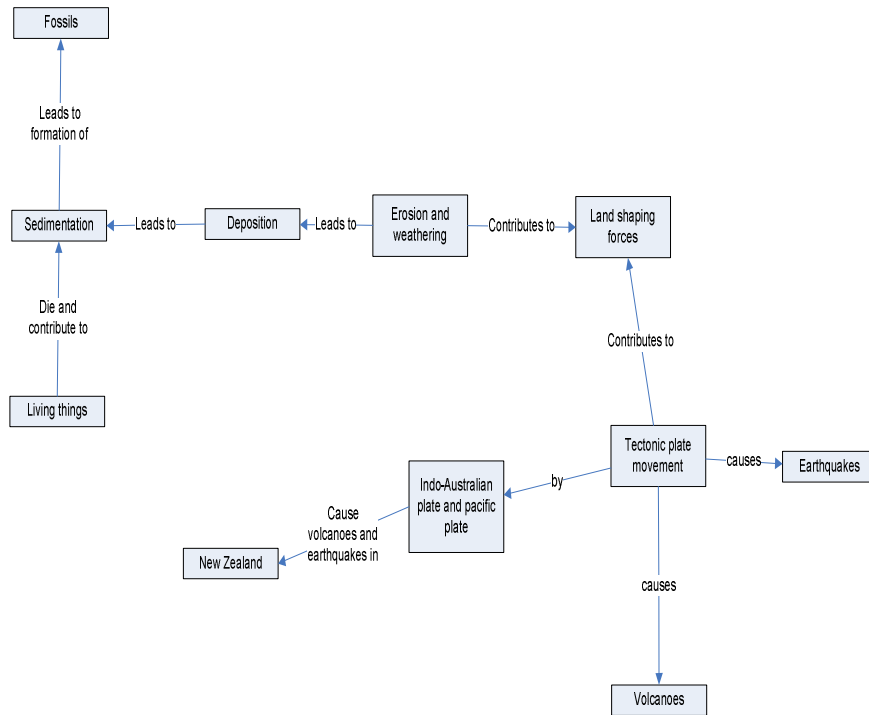 Fossils
Leads to
formation of
Sedimentation
Leads to
Deposition
Leads to
Erosion and
weathering
Contributes to
Land shaping
forces
Die and
contribute to
Living things
Contributes to
Tectonic plate
movement
causes
Earthquakes
by
Indo-Australian
plate and pacific
plate
Cause
volcanoes and
earthquakes in
New Zealand
causes
Volcanoes